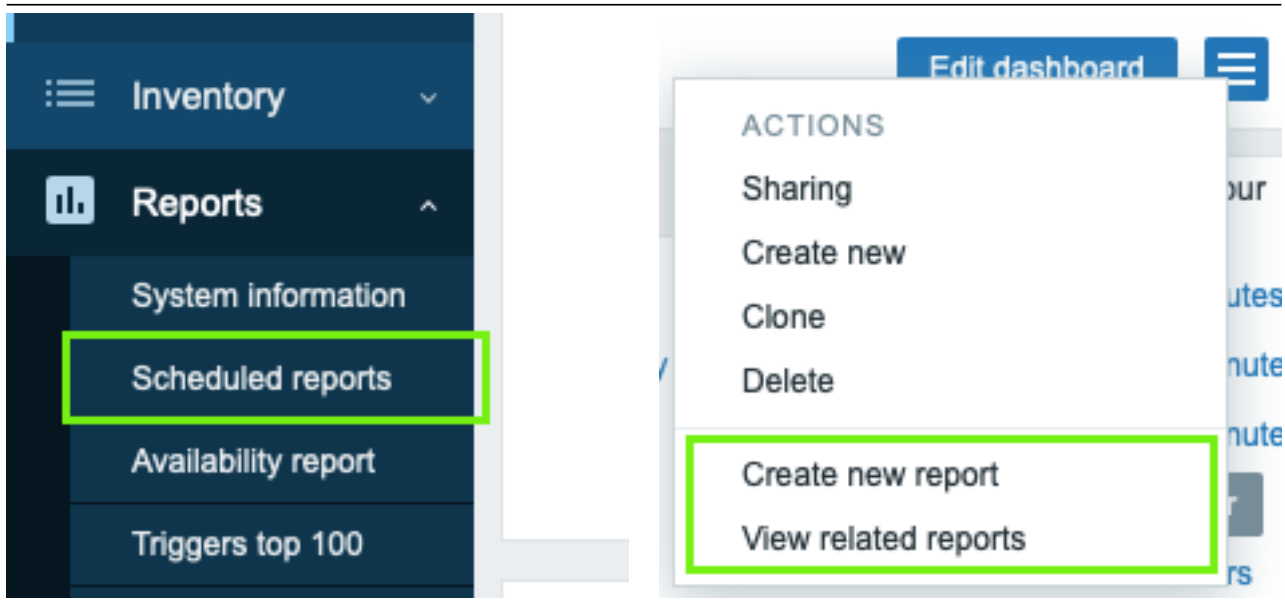 Inventory
Reports
System information
Scheduled reports
Availability report
Triggers top 100
Edit dashboard
ACTIONS
Sharing
Create new
Clone
Delete
Create new report
View related reports